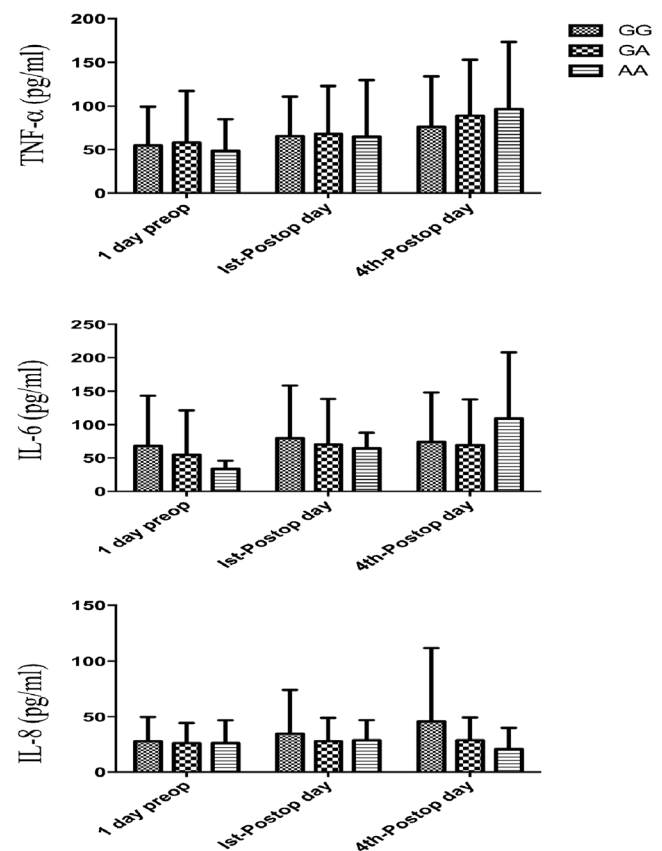 200
150
100
50
0
TNF-α (pg/ml)
1 day preop
Ist-Postop day
4th-Postop day
GG
GA
AA
250
200
150
100
50
0
IL-6 (pg/ml)
1 day preop
Ist-Postop day
4th-Postop day
150
100
50
0
IL-8 (pg/ml)
1 day preop
Ist-Postop day
4th-Postop day